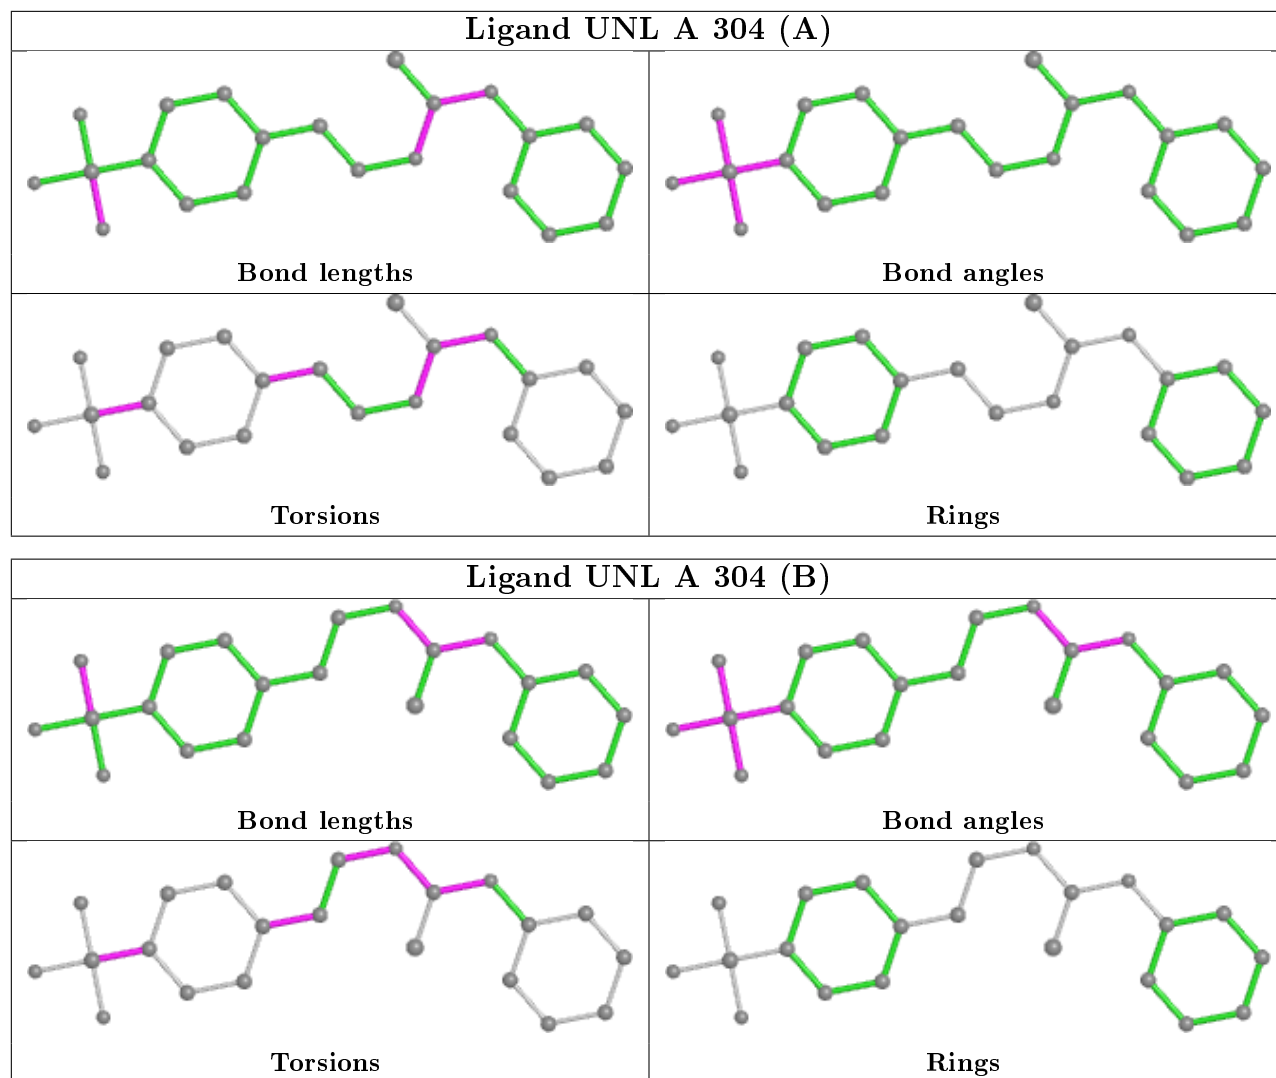 Ligand UNL A 304 (A)
Bond lengths
Bond angles
Torsions
Rings
Ligand UNL A 304 (B)
Bond lengths
Bond angles
Torsions
Rings